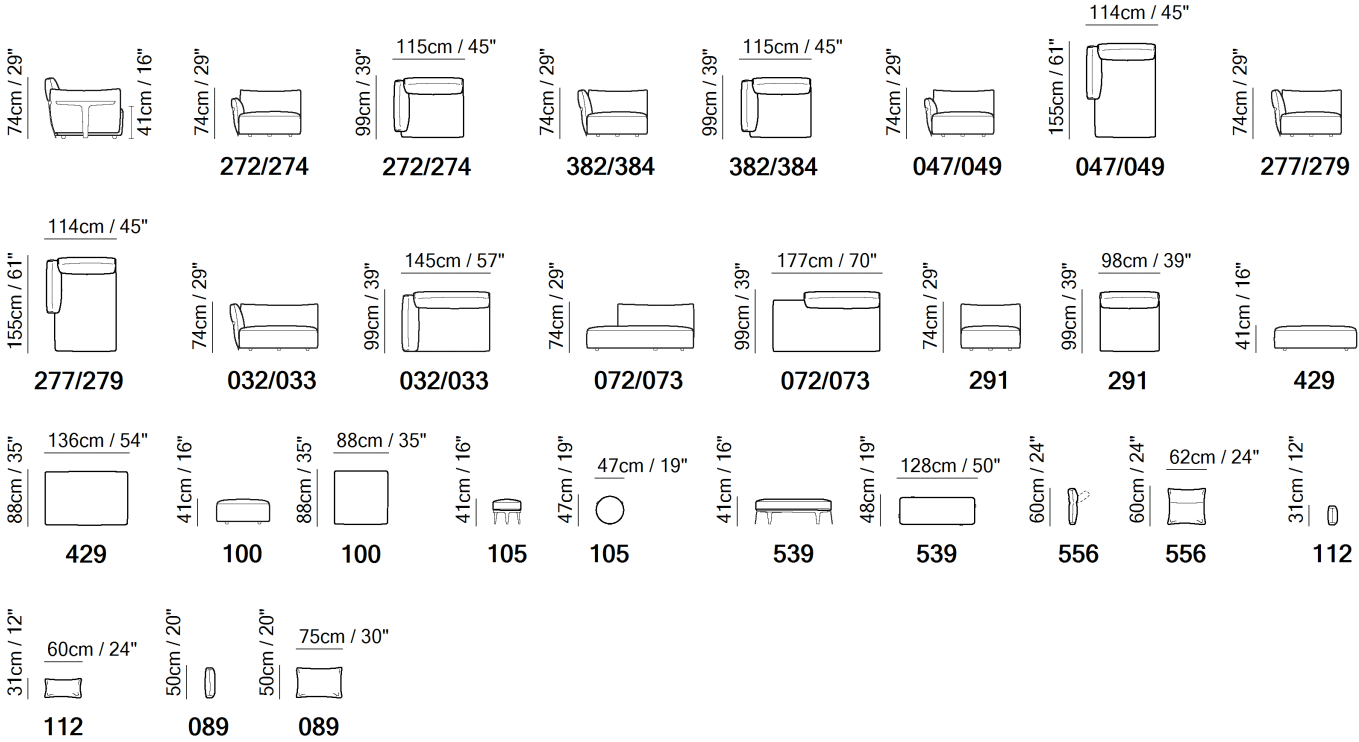 74cm / 29"
41cm / 16"
74cm / 29"
272/274
99cm / 39"
115cm / 45"
272/274
74cm / 29"
382/384
99cm / 39"
115cm / 45"
382/384
74cm / 29"
047/049
155cm / 61"
114cm / 45"
047/049
74cm / 29"
277/279
155cm / 61"
114cm / 45"
277/279
74cm / 29"
032/033
99cm / 39"
145cm / 57"
032/033
74cm / 29"
072/073
99cm / 39"
177cm / 70"
072/073
74cm / 29"
291
99cm / 39"
98cm / 39"
291
41cm / 16"
429
88cm / 35"
136cm / 54"
429
41cm / 16"
100
88cm / 35"
88cm / 35"
100
41cm / 16"
105
47cm / 19"
47cm / 19"
105
41cm / 16"
539
48cm / 19"
128cm / 50"
539
60cm / 24"
556
60cm / 24"
62cm / 24"
556
31cm / 12"
112
31cm / 12"
60cm / 24"
112
50cm / 20"
089
50cm / 20"
75cm / 30"
089